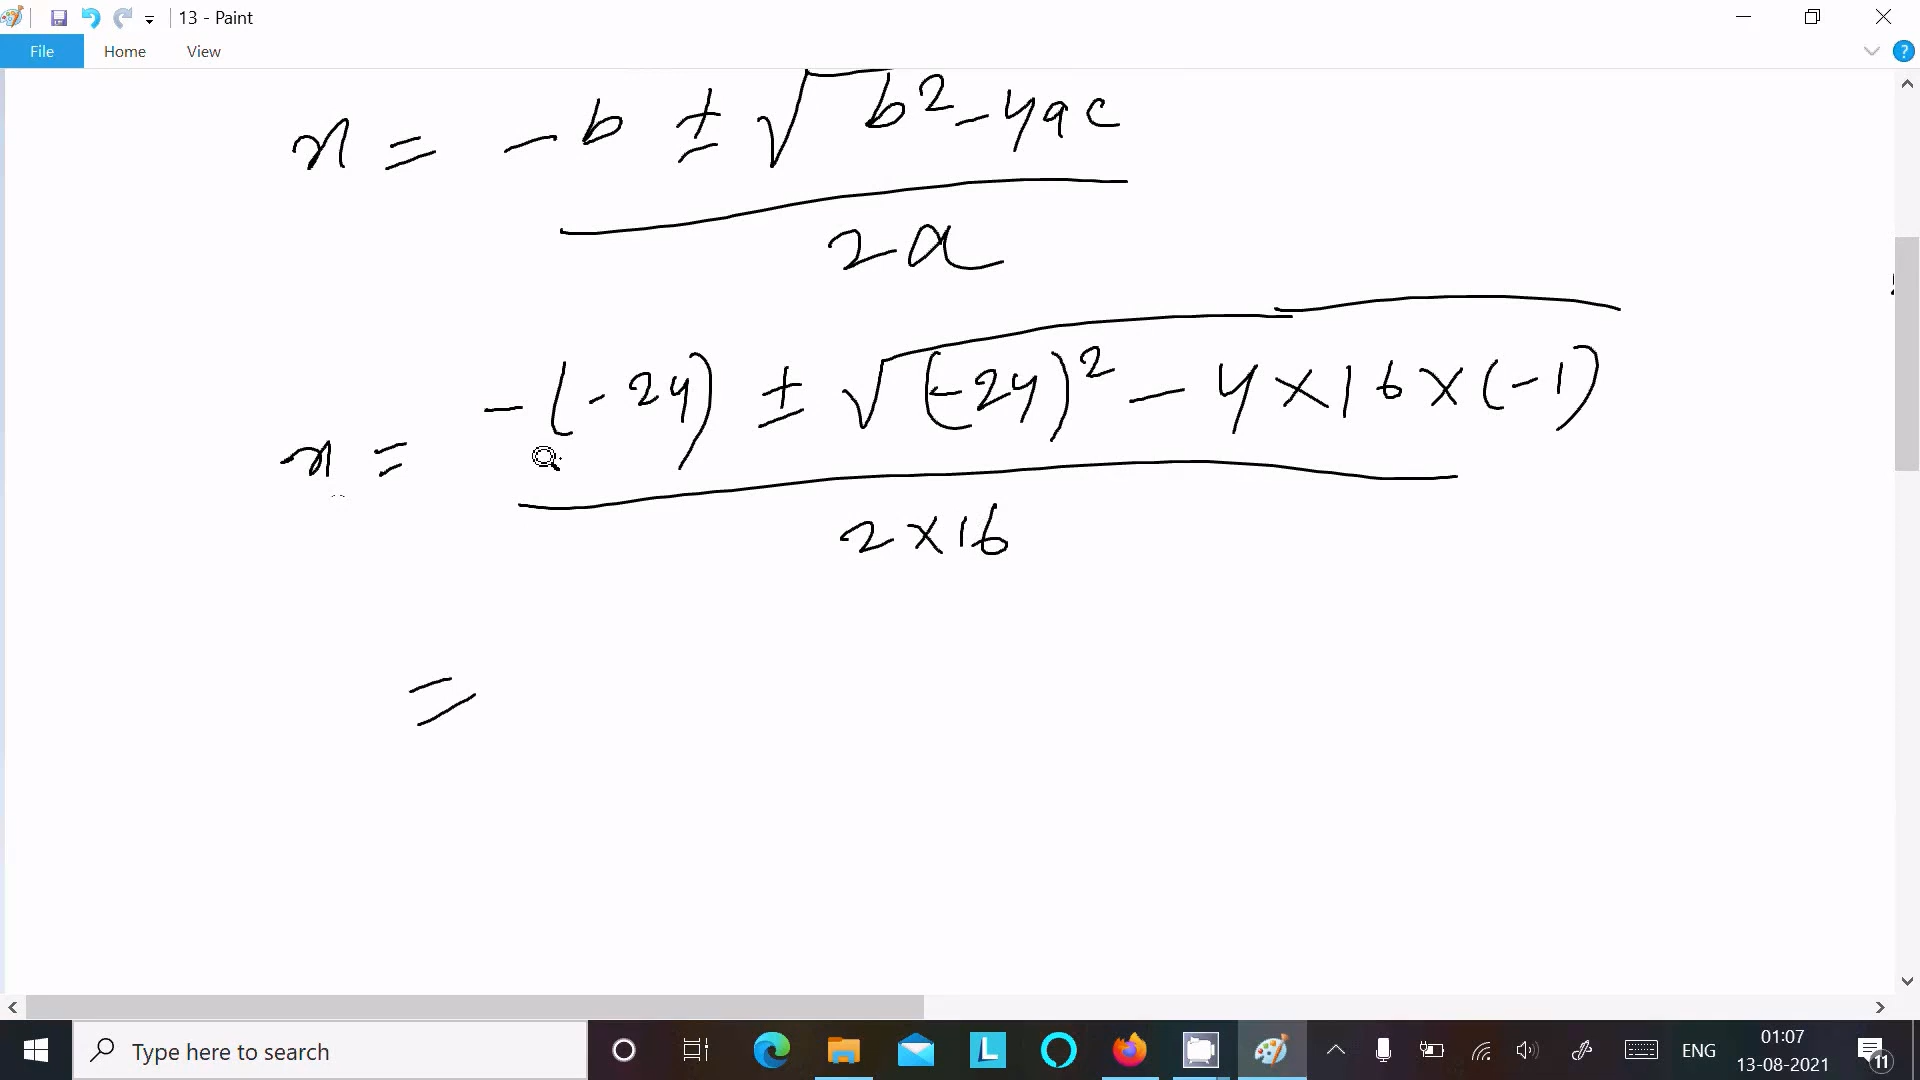 13 - Paint
File Home View
x = -b ± √b² - 4ac
2a
x = -(-24) ± √(-24)² - 4×16×(-1)
2×16
=
Type here to search
ENG
01:07
13-08-2021
11